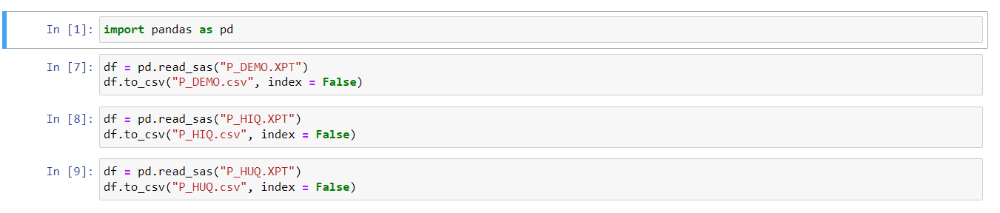 In [1]: import pandas as pd
In [7]: df = pd.read_sas("P_DEMO.XPT")
df.to_csv("P_DEMO.csv", index = False)
In [8]: df = pd.read_sas("P_HIQ.XPT")
df.to_csv("P_HIQ.csv", index = False)
In [9]: df = pd.read_sas("P_HUQ.XPT")
df.to_csv("P_HUQ.csv", index = False)